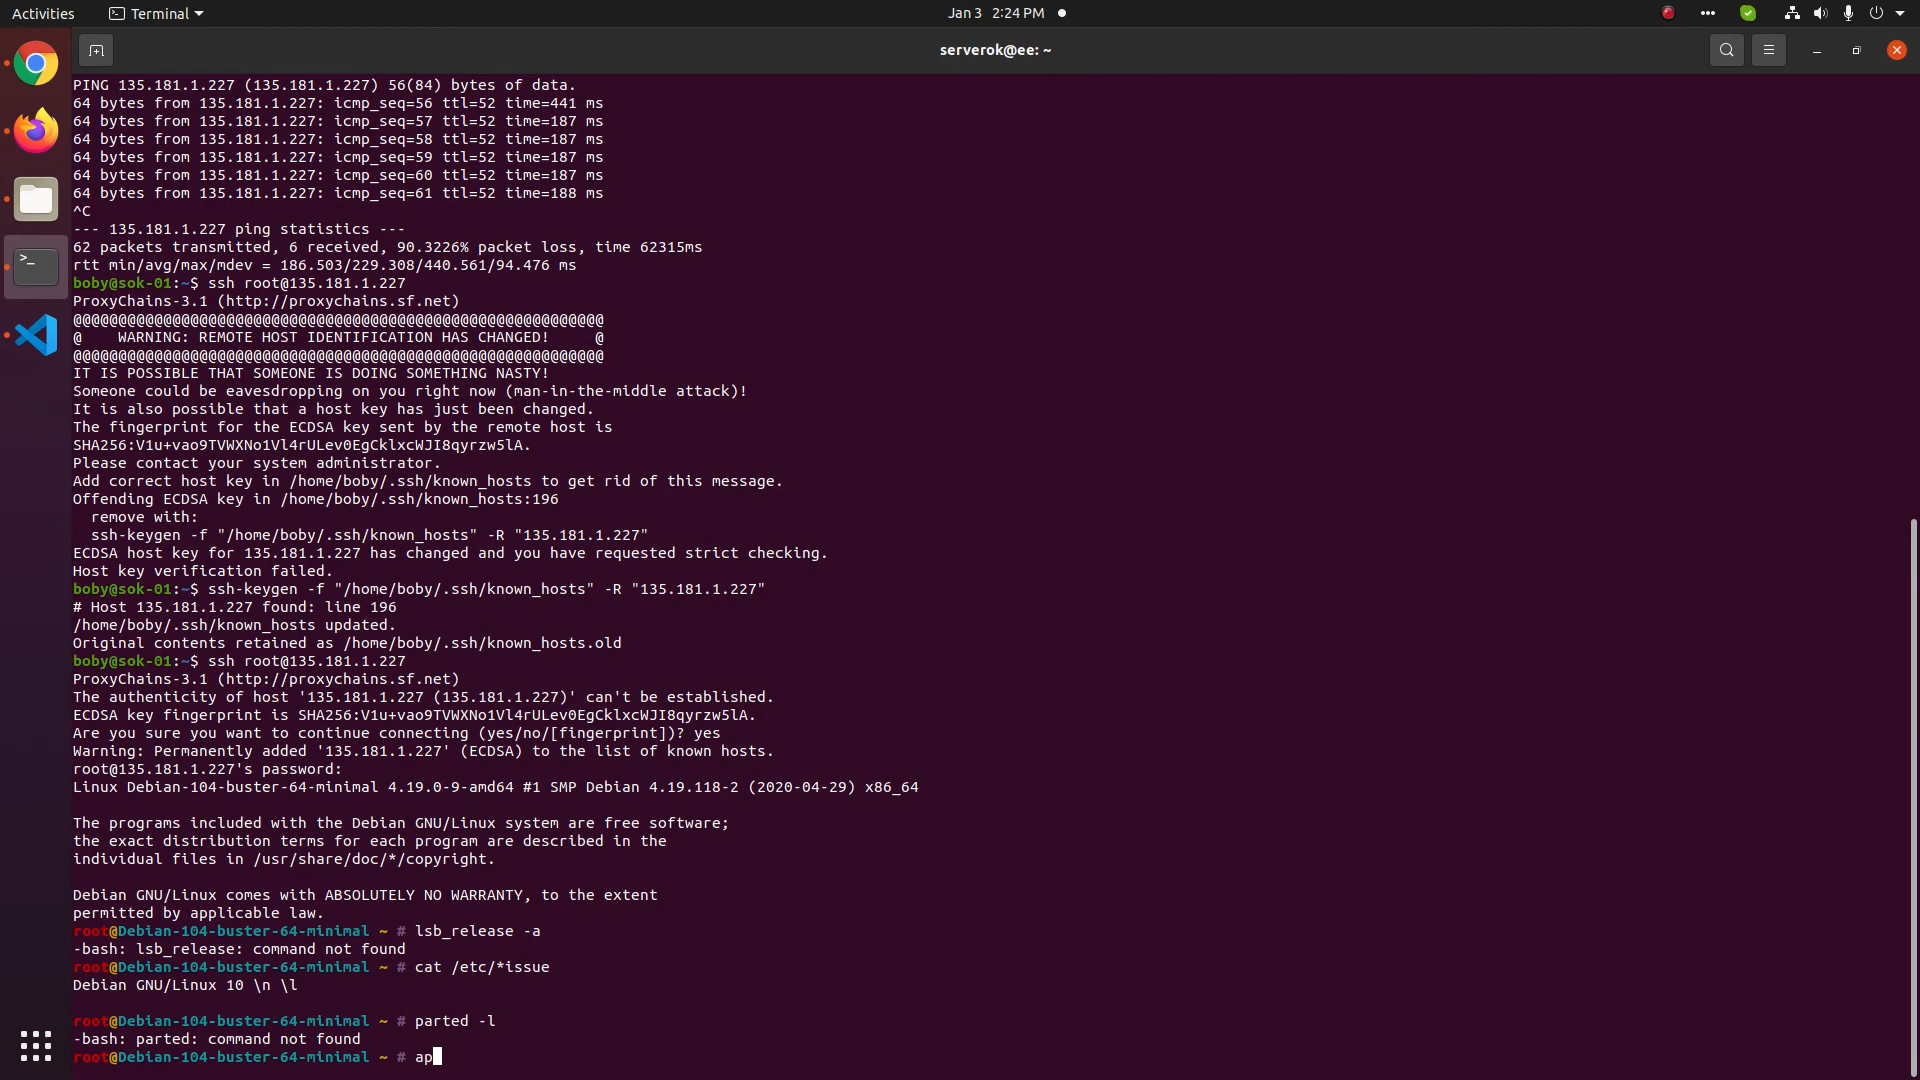 Activities
Terminal
Jan 3 2:24 PM
serverok@ee: ~
PING 135.181.1.227 (135.181.1.227) 56(84) bytes of data.
64 bytes from 135.181.1.227: icmp_seq=56 ttl=52 time=441 ms
64 bytes from 135.181.1.227: icmp_seq=57 ttl=52 time=187 ms
64 bytes from 135.181.1.227: icmp_seq=58 ttl=52 time=187 ms
64 bytes from 135.181.1.227: icmp_seq=59 ttl=52 time=187 ms
64 bytes from 135.181.1.227: icmp_seq=60 ttl=52 time=187 ms
64 bytes from 135.181.1.227: icmp_seq=61 ttl=52 time=188 ms
^C
--- 135.181.1.227 ping statistics ---
62 packets transmitted, 6 received, 90.3226% packet loss, time 62315ms
rtt min/avg/max/mdev = 186.503/229.308/440.561/94.476 ms
boby@sok-01:~$ ssh root@135.181.1.227
ProxyChains-3.1 (http://proxychains.sf.net)
@@@@@@@@@@@@@@@@@@@@@@@@@@@@@@@@@@@@@@@@@@@@@@@@@@@@@@@@@@@
@    WARNING: REMOTE HOST IDENTIFICATION HAS CHANGED!     @
@@@@@@@@@@@@@@@@@@@@@@@@@@@@@@@@@@@@@@@@@@@@@@@@@@@@@@@@@@@
IT IS POSSIBLE THAT SOMEONE IS DOING SOMETHING NASTY!
Someone could be eavesdropping on you right now (man-in-the-middle attack)!
It is also possible that a host key has just been changed.
The fingerprint for the ECDSA key sent by the remote host is
SHA256:V1u+vao9TVWXNo1Vl4rULev0EgCklxcWJI8qyrzw5lA.
Please contact your system administrator.
Add correct host key in /home/boby/.ssh/known_hosts to get rid of this message.
Offending ECDSA key in /home/boby/.ssh/known_hosts:196
  remove with:
  ssh-keygen -f "/home/boby/.ssh/known_hosts" -R "135.181.1.227"
ECDSA host key for 135.181.1.227 has changed and you have requested strict checking.
Host key verification failed.
boby@sok-01:~$ ssh-keygen -f "/home/boby/.ssh/known_hosts" -R "135.181.1.227"
# Host 135.181.1.227 found: line 196
/home/boby/.ssh/known_hosts updated.
Original contents retained as /home/boby/.ssh/known_hosts.old
boby@sok-01:~$ ssh root@135.181.1.227
ProxyChains-3.1 (http://proxychains.sf.net)
The authenticity of host '135.181.1.227 (135.181.1.227)' can't be established.
ECDSA key fingerprint is SHA256:V1u+vao9TVWXNo1Vl4rULev0EgCklxcWJI8qyrzw5lA.
Are you sure you want to continue connecting (yes/no/[fingerprint])? yes
Warning: Permanently added '135.181.1.227' (ECDSA) to the list of known hosts.
root@135.181.1.227's password:
Linux Debian-104-buster-64-minimal 4.19.0-9-amd64 #1 SMP Debian 4.19.118-2 (2020-04-29) x86_64
The programs included with the Debian GNU/Linux system are free software;
the exact distribution terms for each program are described in the
individual files in /usr/share/doc/*/copyright.
Debian GNU/Linux comes with ABSOLUTELY NO WARRANTY, to the extent
permitted by applicable law.
root@Debian-104-buster-64-minimal ~ # lsb_release -a
-bash: lsb_release: command not found
root@Debian-104-buster-64-minimal ~ # cat /etc/*issue
Debian GNU/Linux 10 \n \l
root@Debian-104-buster-64-minimal ~ # parted -l
-bash: parted: command not found
root@Debian-104-buster-64-minimal ~ # ap